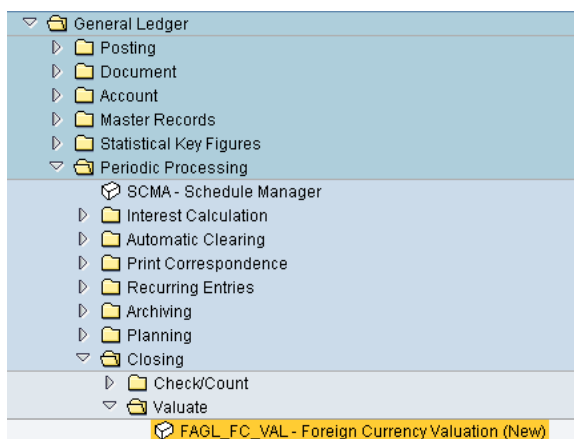 General Ledger
Posting
Document
Account
Master Records
Statistical Key Figures
Periodic Processing
SCMA - Schedule Manager
Interest Calculation
Automatic Clearing
Print Correspondence
Recurring Entries
Archiving
Planning
Closing
Check/Count
Valuate
FAGL_FC_VAL - Foreign Currency Valuation (New)